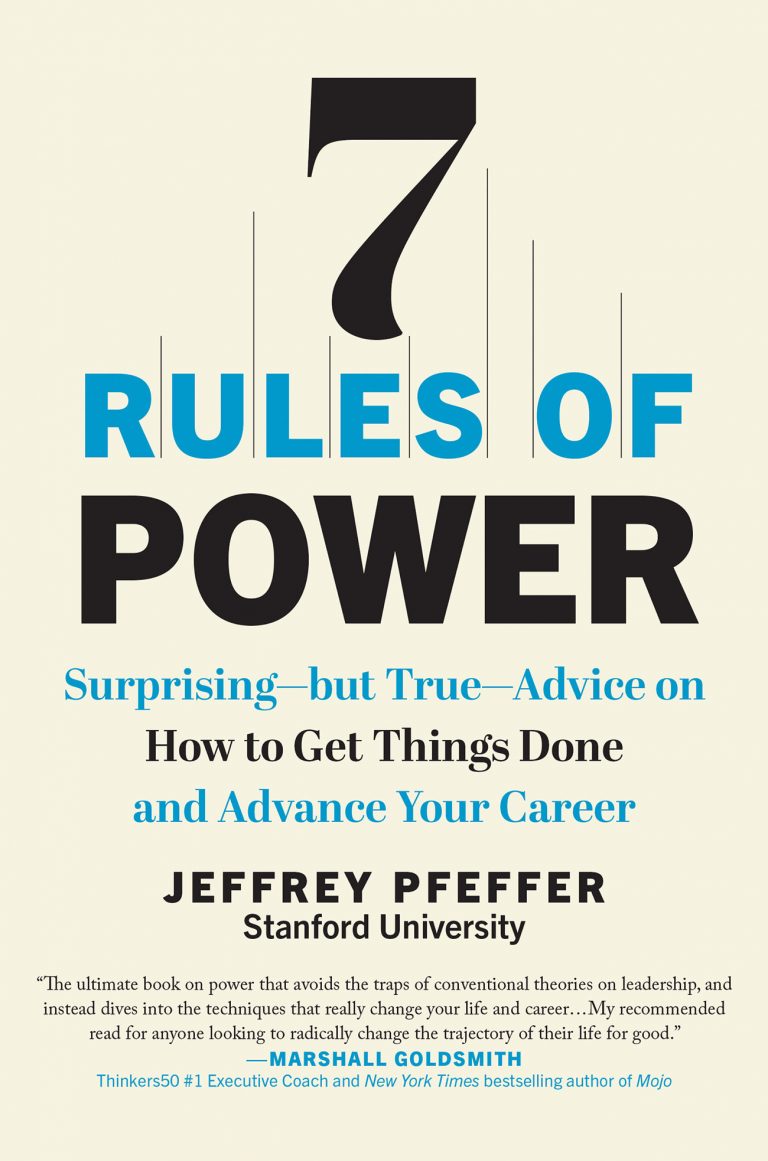 7
RULES OF
POWER
Surprising—but True—Advice on
How to Get Things Done
and Advance Your Career
JEFFREY PFEFFER
Stanford University
“The ultimate book on power that avoids the traps of conventional theories on leadership, and
instead dives into the techniques that really change your life and career…My recommended
read for anyone looking to radically change the trajectory of their life for good.”
—MARSHALL GOLDSMITH
Thinkers50 #1 Executive Coach and New York Times bestselling author of Mojo